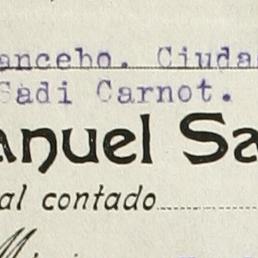 ancebo. Ciuda
Sadi Carnot.
anuel Sa
al contado